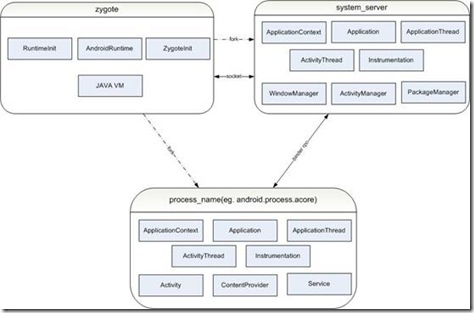 zygote
RuntimeInit
AndroidRuntime
ZygoteInit
JAVA VM
fork
socket
system_server
ApplicationContext
Application
ApplicationThread
ActivityThread
Instrumentation
WindowManager
ActivityManager
PackageManager
fork
binder rpc
process_name(eg. android.process.acore)
ApplicationContext
Application
ApplicationThread
ActivityThread
Instrumentation
Activity
ContentProvider
Service